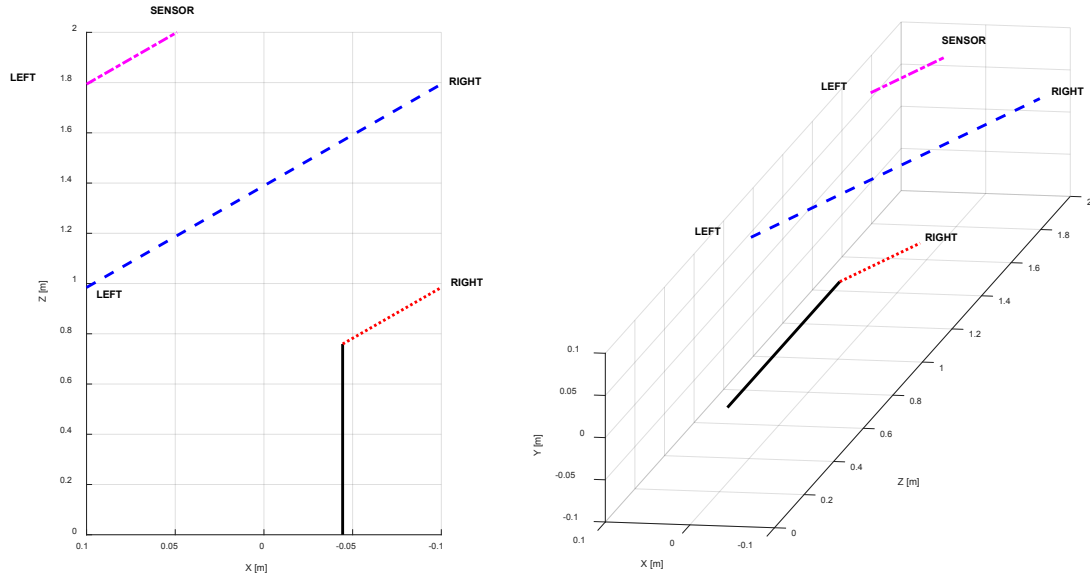 SENSOR
2
LEFT
1.8
RIGHT
1.6
1.4
1.2
Z [m]
1
LEFT
RIGHT
0.8
0.6
0.4
0.2
0
0.1
0.05
0
-0.05
-0.1
X [m]
SENSOR
LEFT
RIGHT
LEFT
RIGHT
2
1.8
1.6
1.4
1.2
1
0.8
0.6
0.4
0.2
0
Z [m]
0.1
0.05
0
-0.05
-0.1
Y [m]
0.1
0
-0.1
X [m]